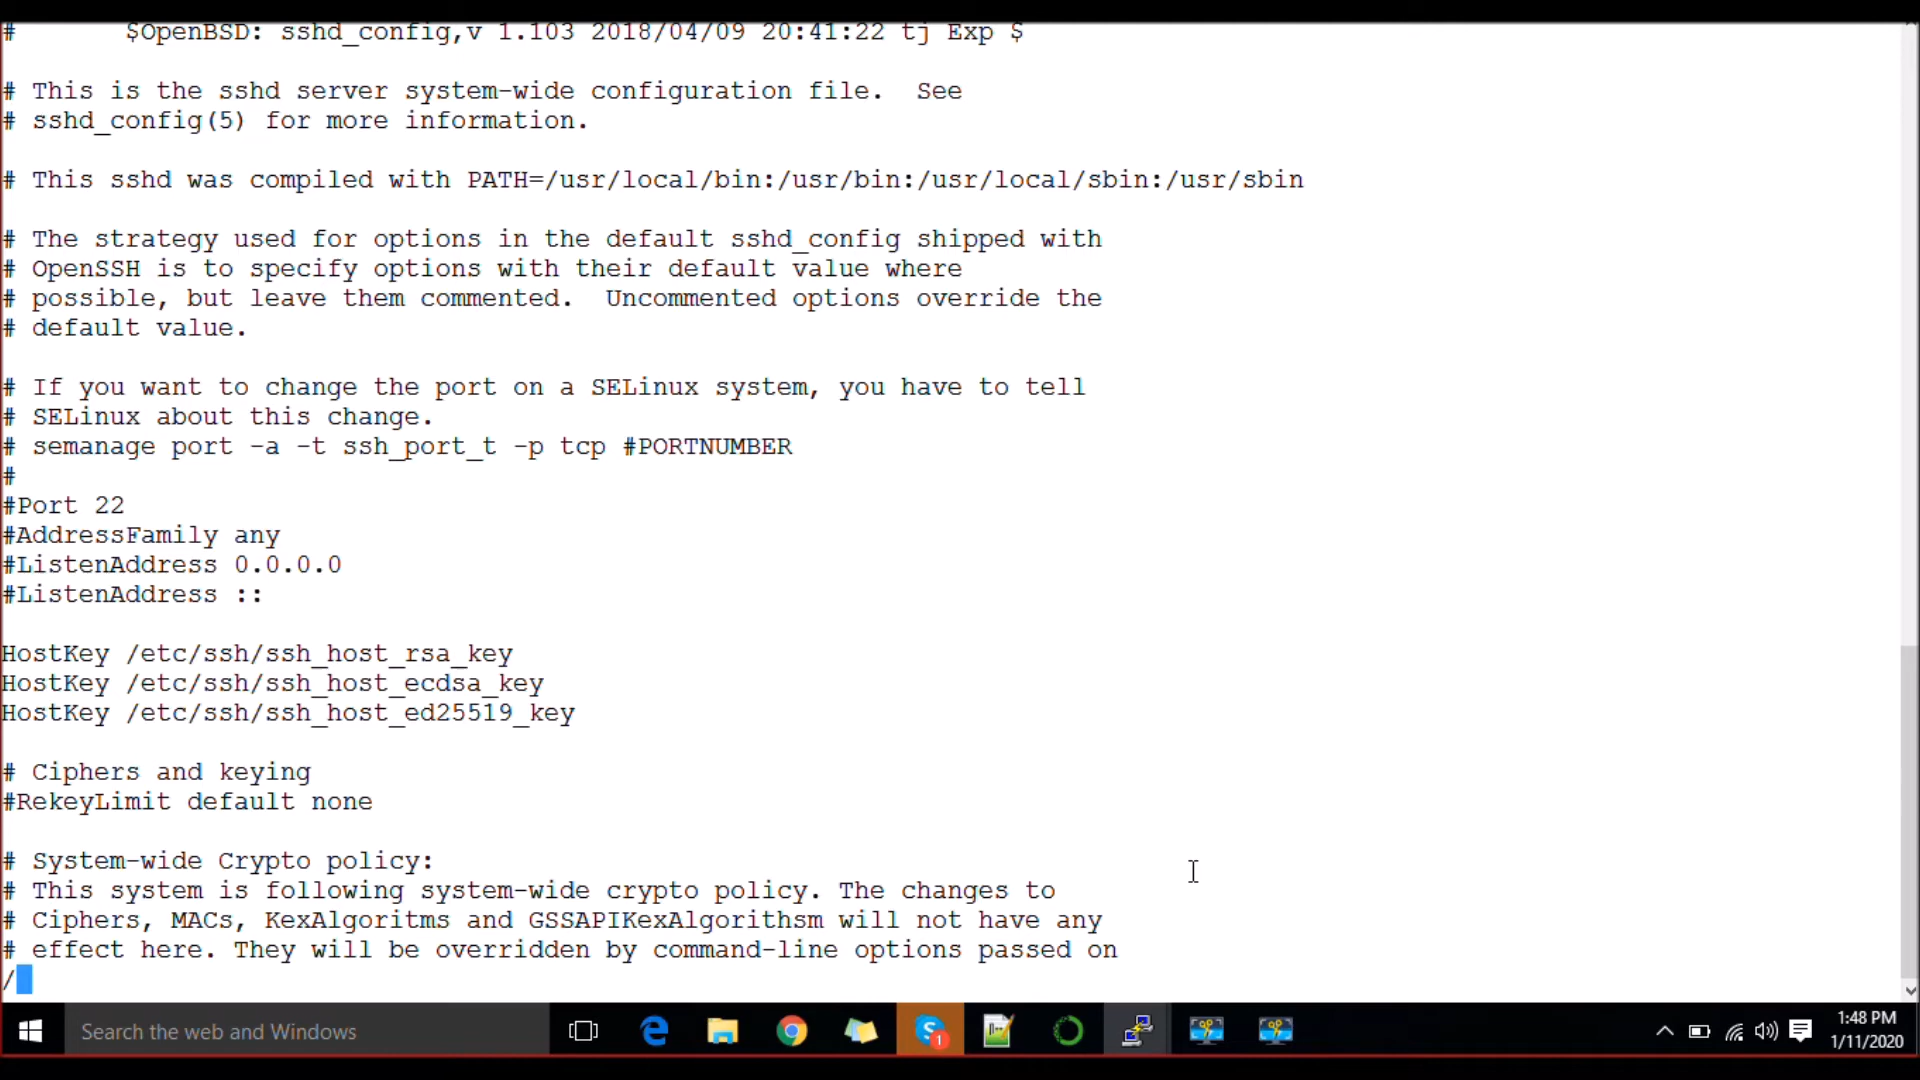 #       $OpenBSD: sshd_config,v 1.103 2018/04/09 20:41:22 tj Exp $
# This is the sshd server system-wide configuration file.  See
# sshd_config(5) for more information.
# This sshd was compiled with PATH=/usr/local/bin:/usr/bin:/usr/local/sbin:/usr/sbin
# The strategy used for options in the default sshd_config shipped with
# OpenSSH is to specify options with their default value where
# possible, but leave them commented.  Uncommented options override the
# default value.
# If you want to change the port on a SELinux system, you have to tell
# SELinux about this change.
# semanage port -a -t ssh_port_t -p tcp #PORTNUMBER
#
#Port 22
#AddressFamily any
#ListenAddress 0.0.0.0
#ListenAddress ::
HostKey /etc/ssh/ssh_host_rsa_key
HostKey /etc/ssh/ssh_host_ecdsa_key
HostKey /etc/ssh/ssh_host_ed25519_key
# Ciphers and keying
#RekeyLimit default none
# System-wide Crypto policy:
# This system is following system-wide crypto policy. The changes to
# Ciphers, MACs, KexAlgoritms and GSSAPIKexAlgorithsm will not have any
# effect here. They will be overridden by command-line options passed on
/
Search the web and Windows
1
1:48 PM
1/11/2020